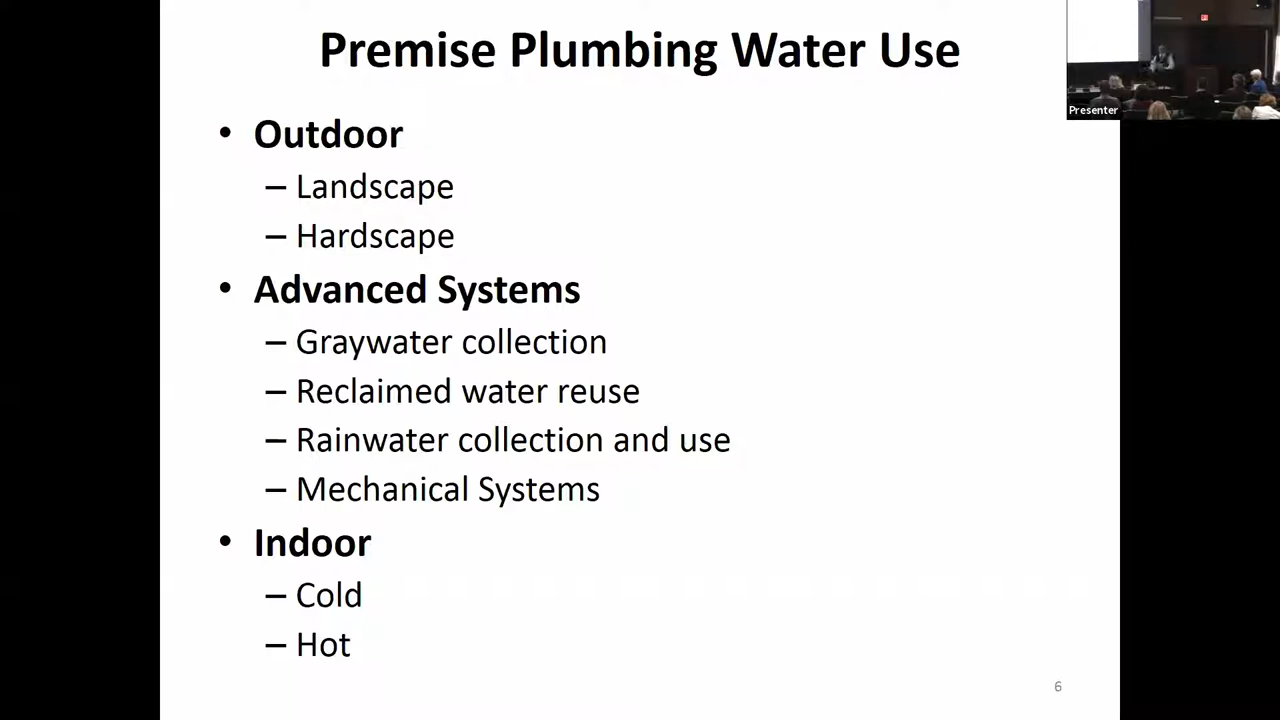 Premise Plumbing Water Use
Presenter
• Outdoor
– Landscape
– Hardscape
• Advanced Systems
– Graywater collection
– Reclaimed water reuse
– Rainwater collection and use
– Mechanical Systems
• Indoor
– Cold
– Hot
6